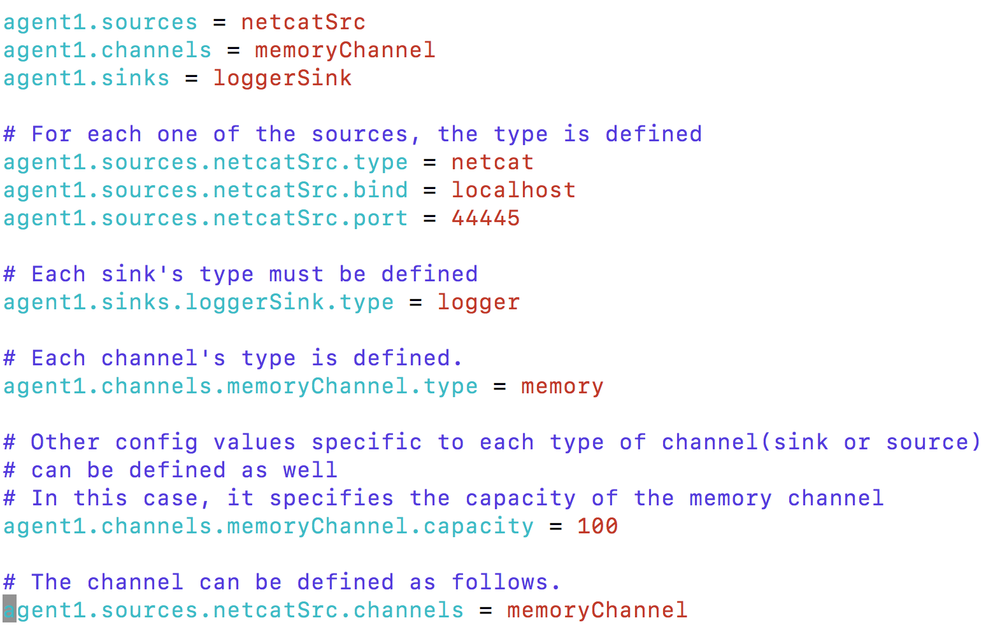 agent1.sources = netcatSrc
agent1.channels = memoryChannel
agent1.sinks = loggerSink
# For each one of the sources, the type is defined
agent1.sources.netcatSrc.type = netcat
agent1.sources.netcatSrc.bind = localhost
agent1.sources.netcatSrc.port = 44445
# Each sink's type must be defined
agent1.sinks.loggerSink.type = logger
# Each channel's type is defined.
agent1.channels.memoryChannel.type = memory
# Other config values specific to each type of channel(sink or source)
# can be defined as well
# In this case, it specifies the capacity of the memory channel
agent1.channels.memoryChannel.capacity = 100
# The channel can be defined as follows.
agent1.sources.netcatSrc.channels = memoryChannel